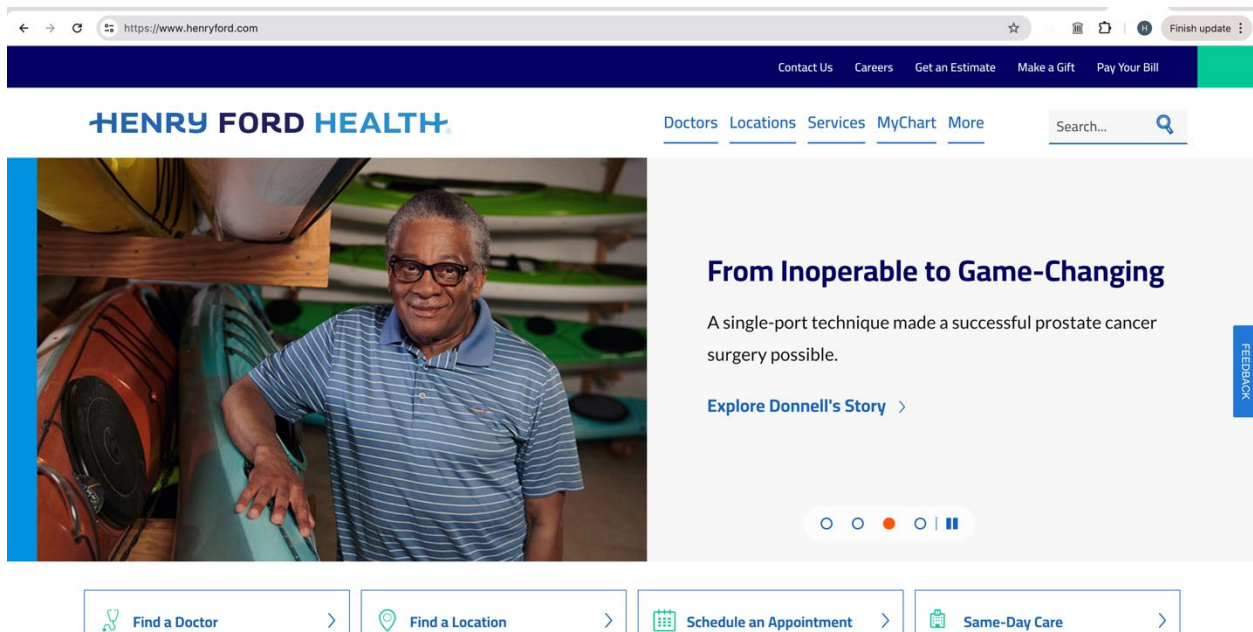 https://www.henryford.com
H
Finish update
Contact Us Careers Get an Estimate Make a Gift Pay Your Bill
HENRY FORD HEALTH®
Doctors Locations Services MyChart More
Search...
From Inoperable to Game-Changing
A single-port technique made a successful prostate cancer
surgery possible.
Explore Donnell's Story
FEEDBACK
Find a Doctor
Find a Location
Schedule an Appointment
Same-Day Care